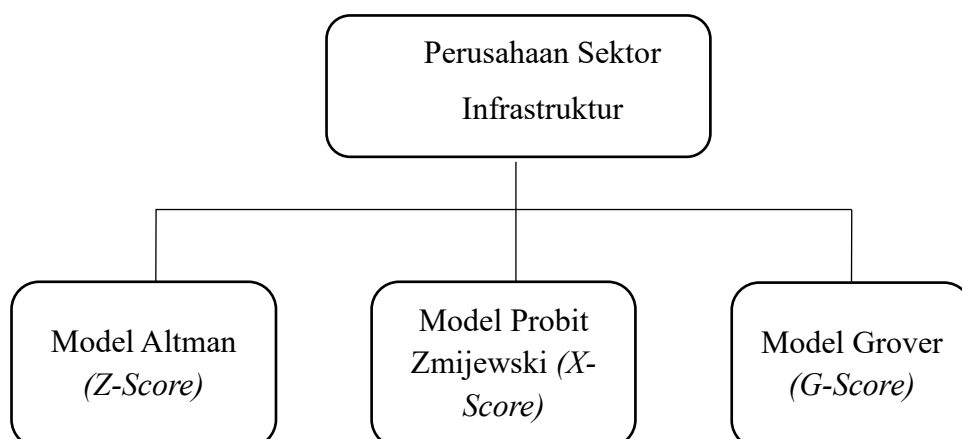 Perusahaan Sektor
Infrastruktur
Model Altman
(Z-Score)
Model Probit
Zmijewski (X-
Score)
Model Grover
(G-Score)